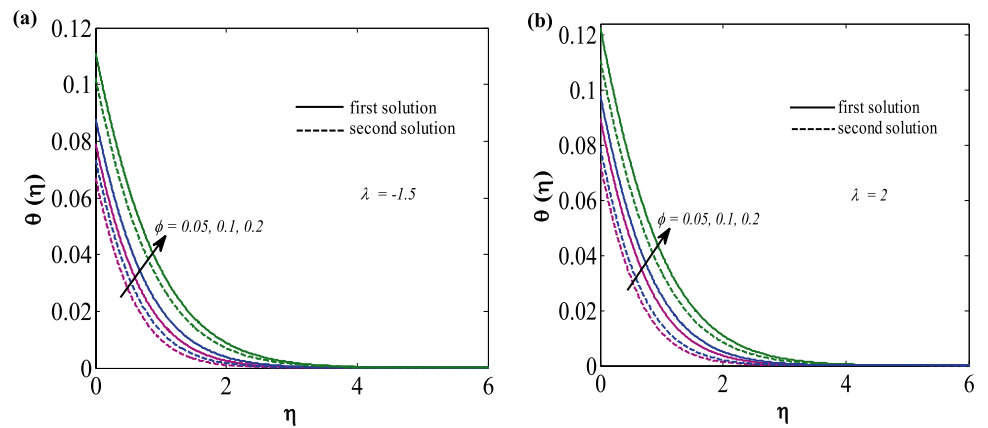 (a)
0.12
0.1
0.08
0.06
0.04
0.02
0
0
2
4
6
θ (η)
η
first solution
second solution
λ = -1.5
ϕ = 0.05, 0.1, 0.2
(b)
0.12
0.1
0.08
0.06
0.04
0.02
0
0
2
4
6
θ (η)
η
first solution
second solution
λ = 2
ϕ = 0.05, 0.1, 0.2